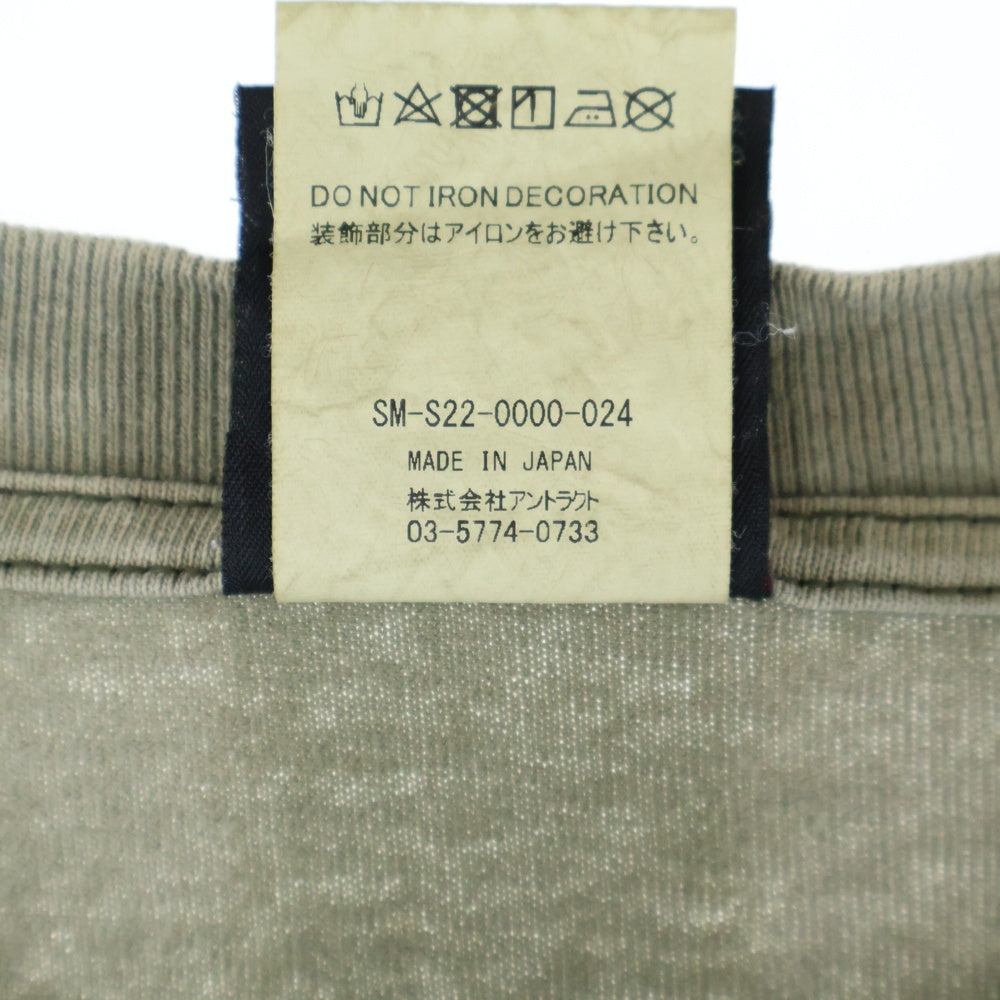 DO NOT IRON DECORATION
装飾部分はアイロンをお避け下さい。
SM-S22-0000-024
MADE IN JAPAN
株式会社アントラクト
03-5774-0733